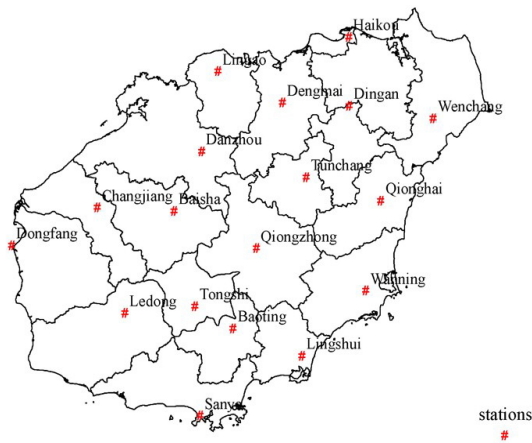 Haikou
Lingao
Dengmai
Dingan
Wenchang
Danzhou
Tunchang
Changjiang
Baisha
Qionghai
Dongfang
Qiongzhong
Wanning
Ledong
Tongshi
Baoting
Lingshui
Sanya
stations